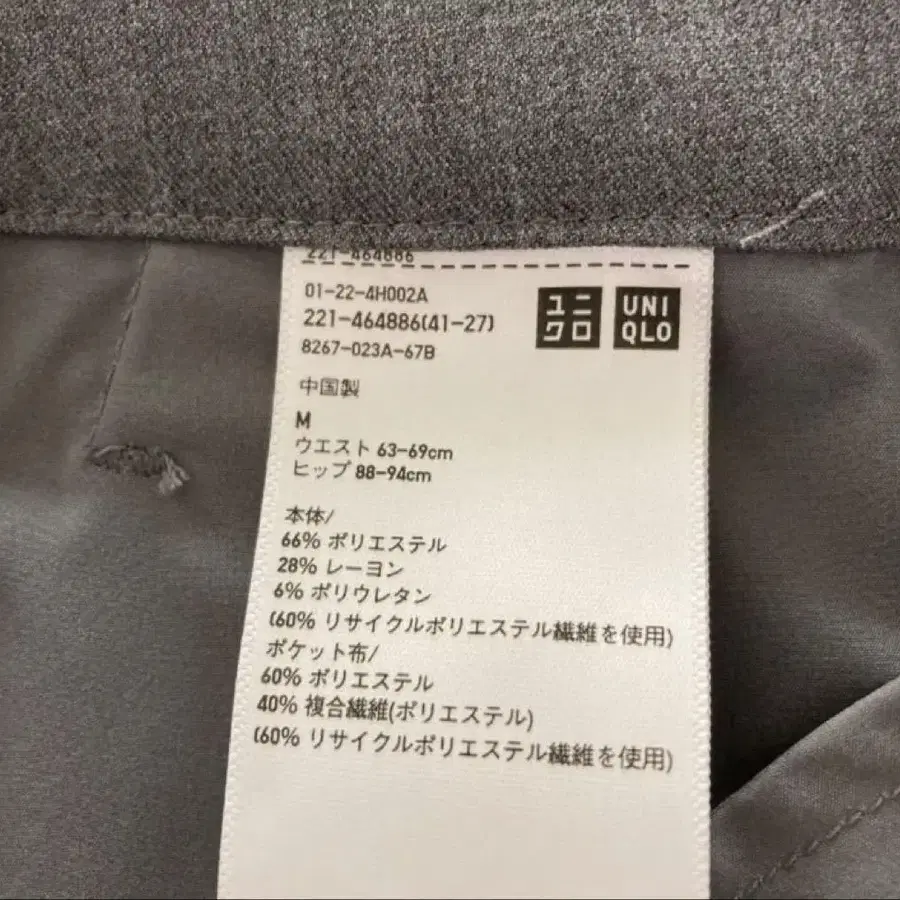 221-464886
01-22-4H002A
221-464886(41-27)
8267-023A-67B
ユニ
クロ
UNI
QLO
中国製
M
ウエスト 63-69cm
ヒップ 88-94cm
本体/
66% ポリエステル
28% レーヨン
6% ポリウレタン
(60% リサイクルポリエステル繊維を使用)
ポケット布/
60% ポリエステル
40% 複合繊維(ポリエステル)
(60% リサイクルポリエステル繊維を使用)